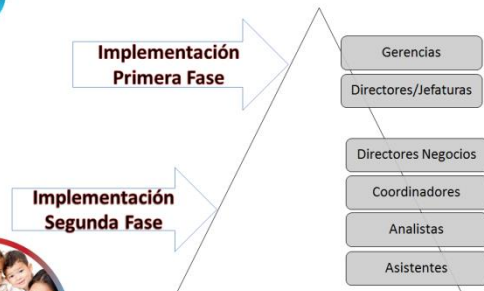 Implementación
Primera Fase
Gerencias
Directores/Jefaturas
Implementación
Segunda Fase
Directores Negocios
Coordinadores
Analistas
Asistentes